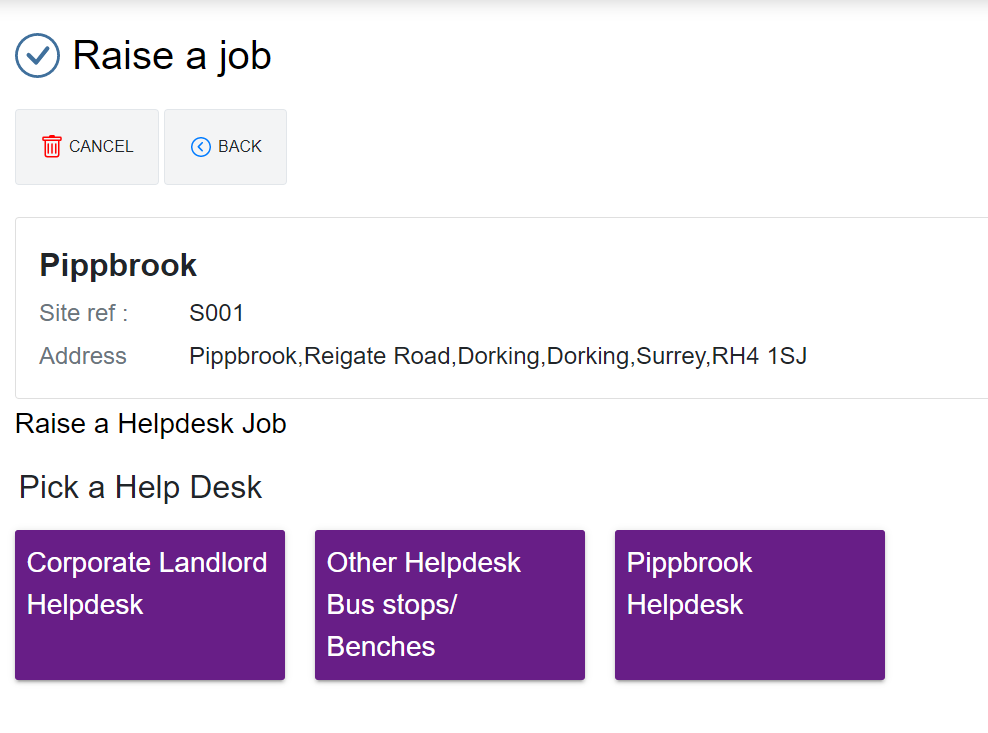 Raise a job
CANCEL
BACK
Pippbrook
Site ref :
S001
Address
Pippbrook,Reigate Road,Dorking,Dorking,Surrey,RH4 1SJ
Raise a Helpdesk Job
Pick a Help Desk
Corporate Landlord
Helpdesk
Other Helpdesk
Bus stops/
Benches
Pippbrook
Helpdesk